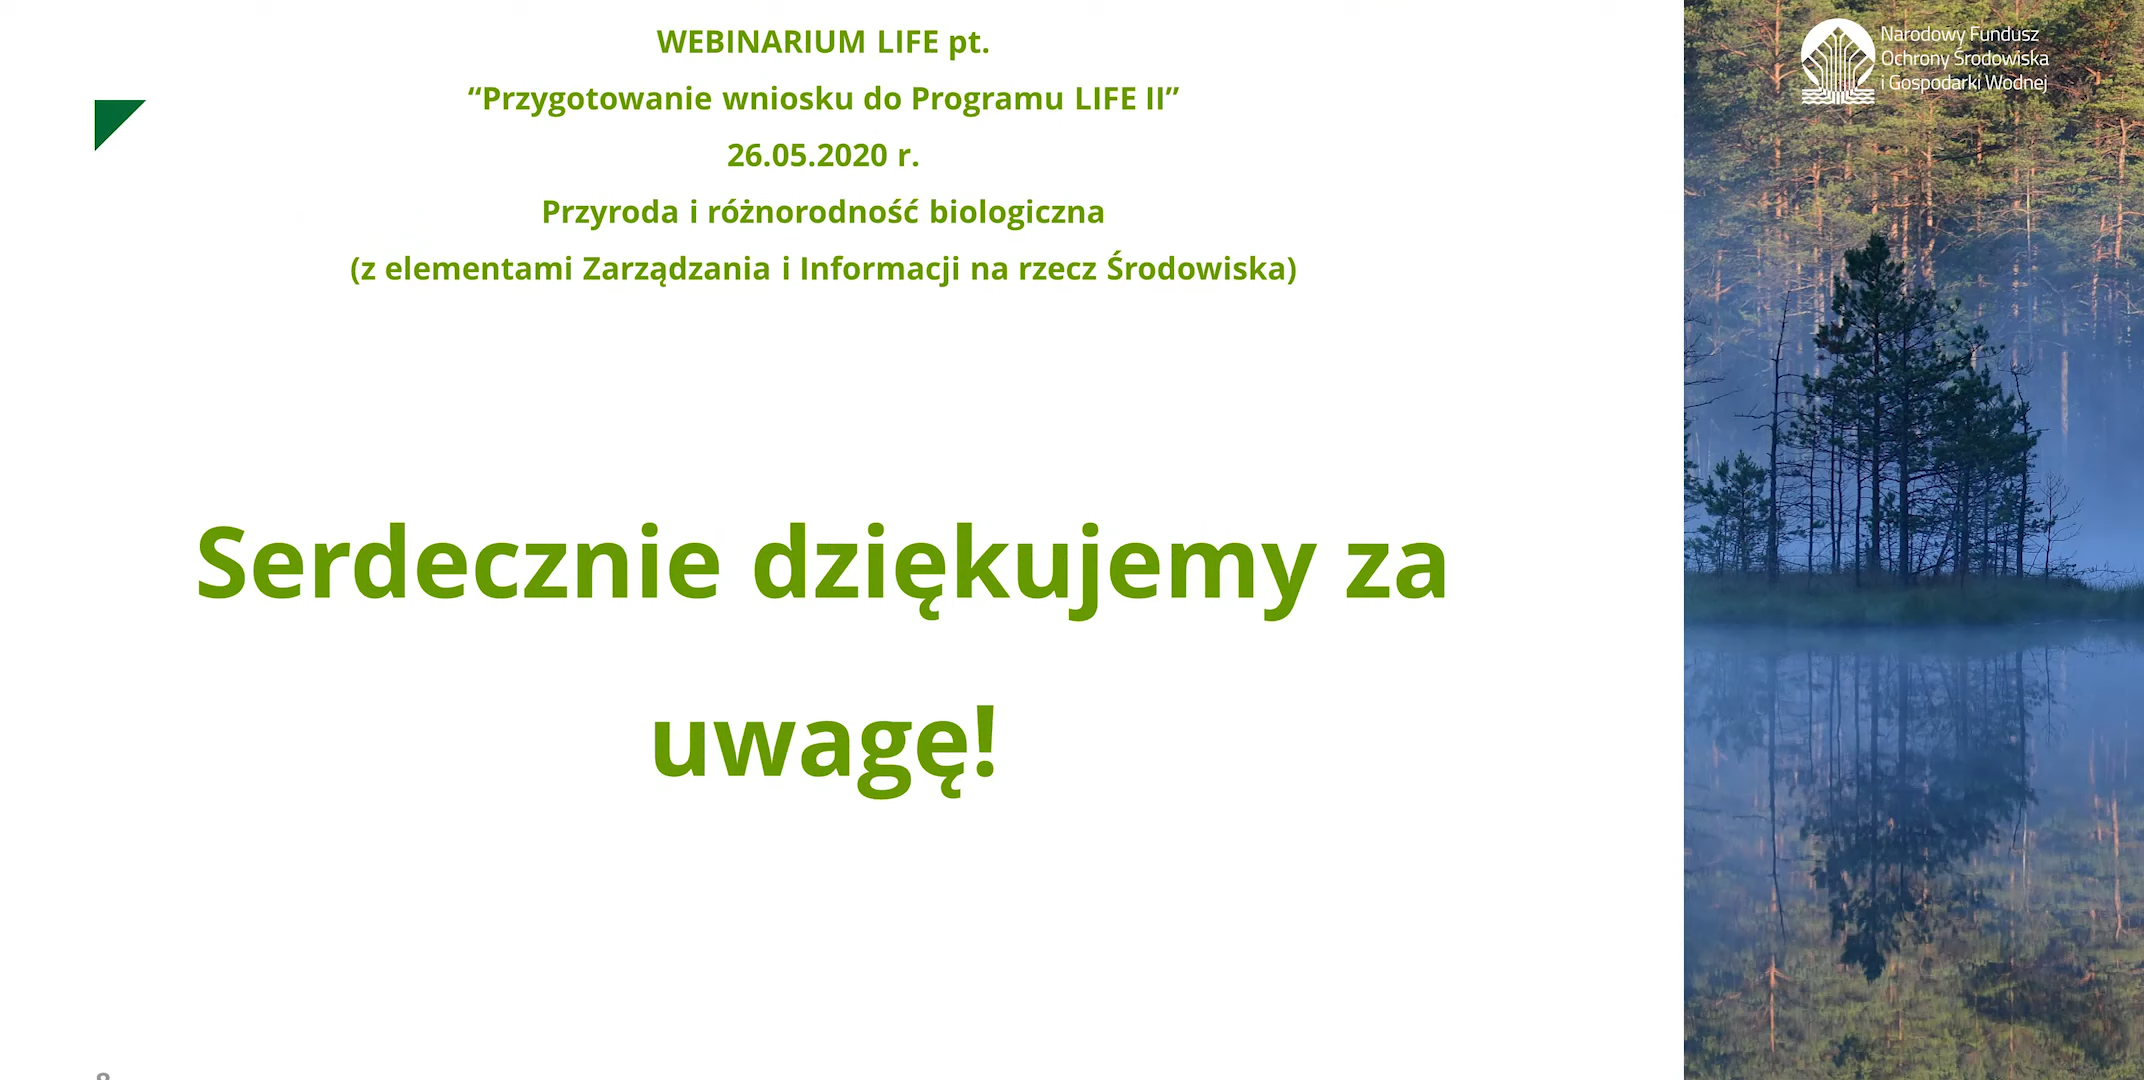 WEBINARIUM LIFE pt.
“Przygotowanie wniosku do Programu LIFE II”
26.05.2020 r.
Przyroda i różnorodność biologiczna
(z elementami Zarządzania i Informacji na rzecz Środowiska)
Serdecznie dziękujemy za
uwagę!
Narodowy Fundusz
Ochrony Środowiska
i Gospodarki Wodnej